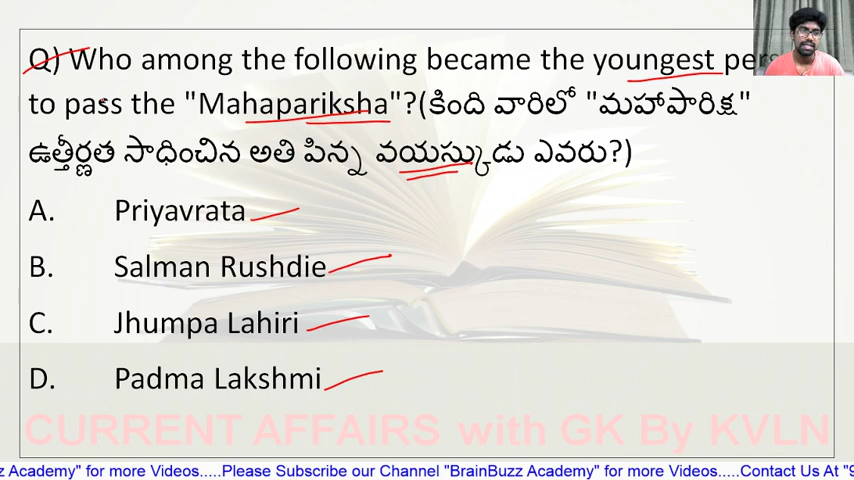 Q) Who among the following became the youngest pers
to pass the "Mahapariksha"?(కింది వారిలో "మహాపారిక్ష"
ఉత్తీర్ణత సాధించిన అతి పిన్న వయస్కుడు ఎవరు?)
A. Priyavrata
B. Salman Rushdie
C. Jhumpa Lahiri
D. Padma Lakshmi
CURRENT AFFAIRS with GK By KVLN
z Academy" for more Videos.....Please Subscribe our Channel "BrainBuzz Academy" for more Videos.....Contact Us At "9